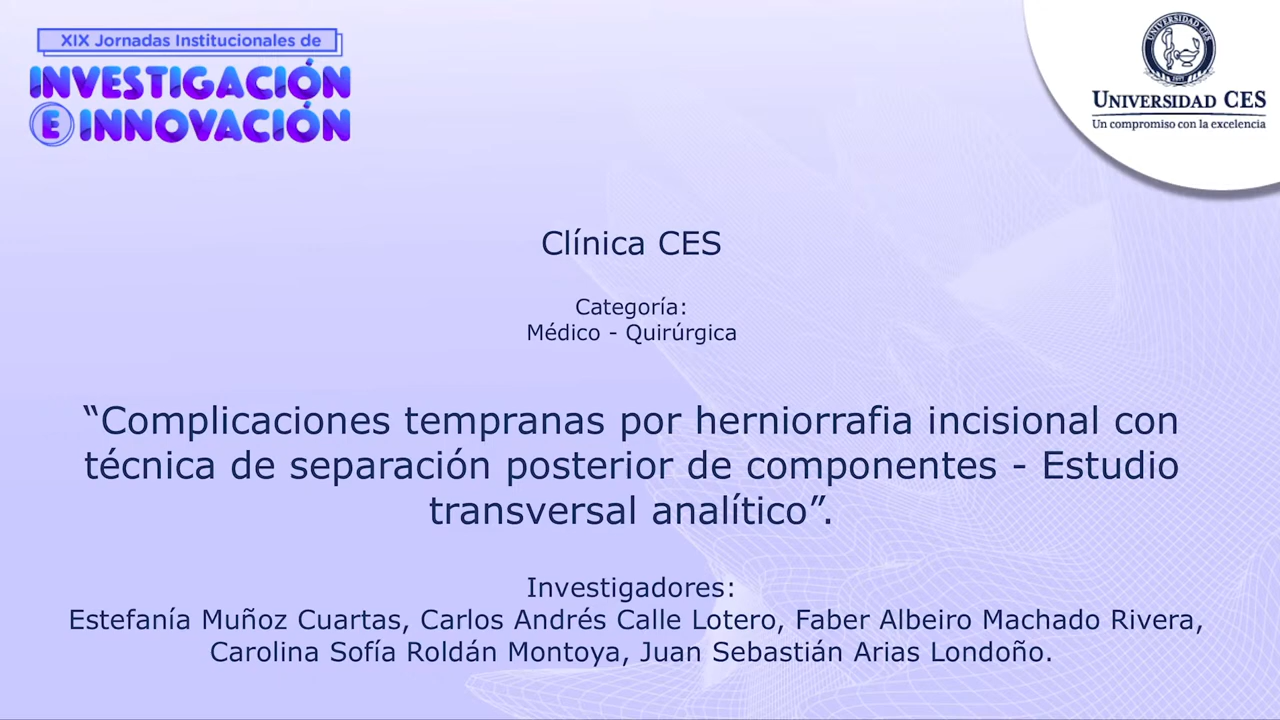 XIX Jornadas Institucionales de
INVESTIGACIÓN
E INNOVACIÓN
UNIVERSIDAD CES
UNIVERSIDAD CES
Un compromiso con la excelencia
Clínica CES
Categoría:
Médico - Quirúrgica
“Complicaciones tempranas por herniorrafia incisional con
técnica de separación posterior de componentes - Estudio
transversal analítico”.
Investigadores:
Estefanía Muñoz Cuartas, Carlos Andrés Calle Lotero, Faber Albeiro Machado Rivera,
Carolina Sofía Roldán Montoya, Juan Sebastián Arias Londoño.